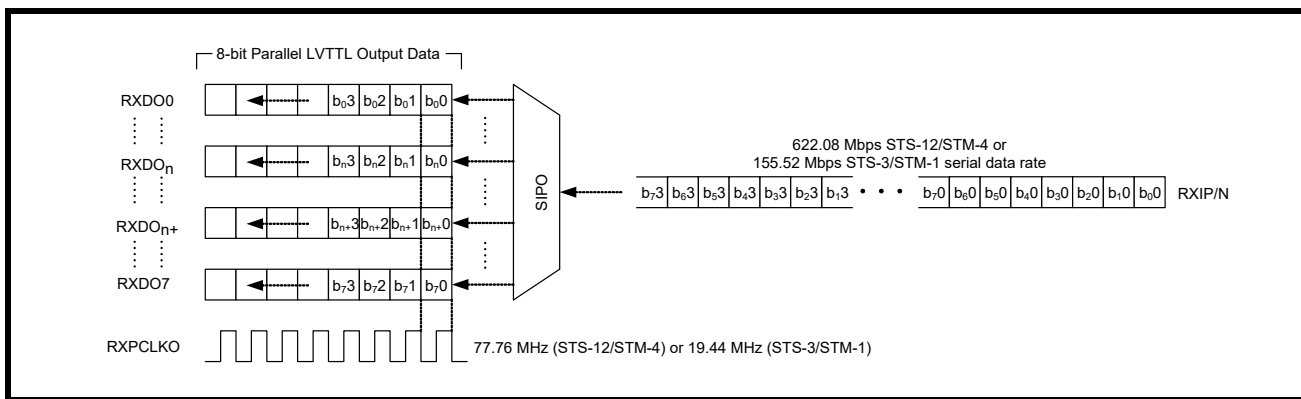 8-bit Parallel LVTTL Output Data
RXDO0
b₀3 b₀2 b₀1 b₀0
RXDOn
bn3 bn2 bn1 bn0
RXDOn+
bn+3 bn+2 bn+1 bn+0
RXDO7
b₇3 b₇2 b₇1 b₇0
SIPO
622.08 Mbps STS-12/STM-4 or
155.52 Mbps STS-3/STM-1 serial data rate
b₇3 b₆3 b₅3 b₄3 b₃3 b₂3 b₁3 • • • b₇0 b₆0 b₅0 b₄0 b₃0 b₂0 b₁0 b₀0 RXIP/N
RXPCLKO
77.76 MHz (STS-12/STM-4) or 19.44 MHz (STS-3/STM-1)